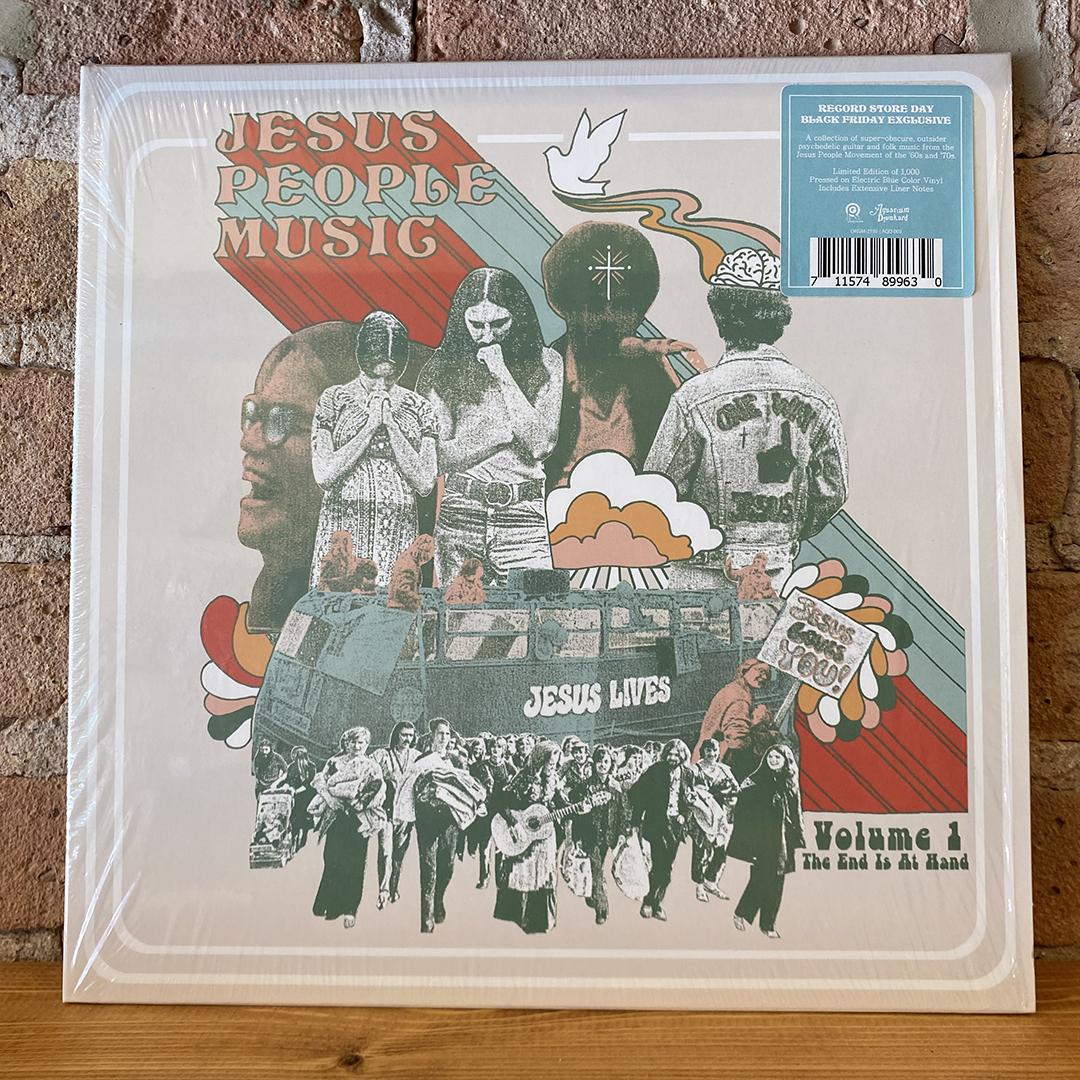 JESUS
PEOPLE
MUSIC
RECORD STORE DAY
BLACK FRIDAY EXCLUSIVE
A collection of super-obscure, outsider
psychedelic guitar and folk music from the
Jesus People Movement of the '60s and '70s.
Limited Edition of 1,000
Pressed on Electric Blue Color Vinyl
Includes Extensive Liner Notes
Aquarium
Drunkard
7 11574 89963 0
ONE WAY
JESUS
JESUS
LOVES
YOU!
JESUS LIVES
Volume 1
The End Is At Hand